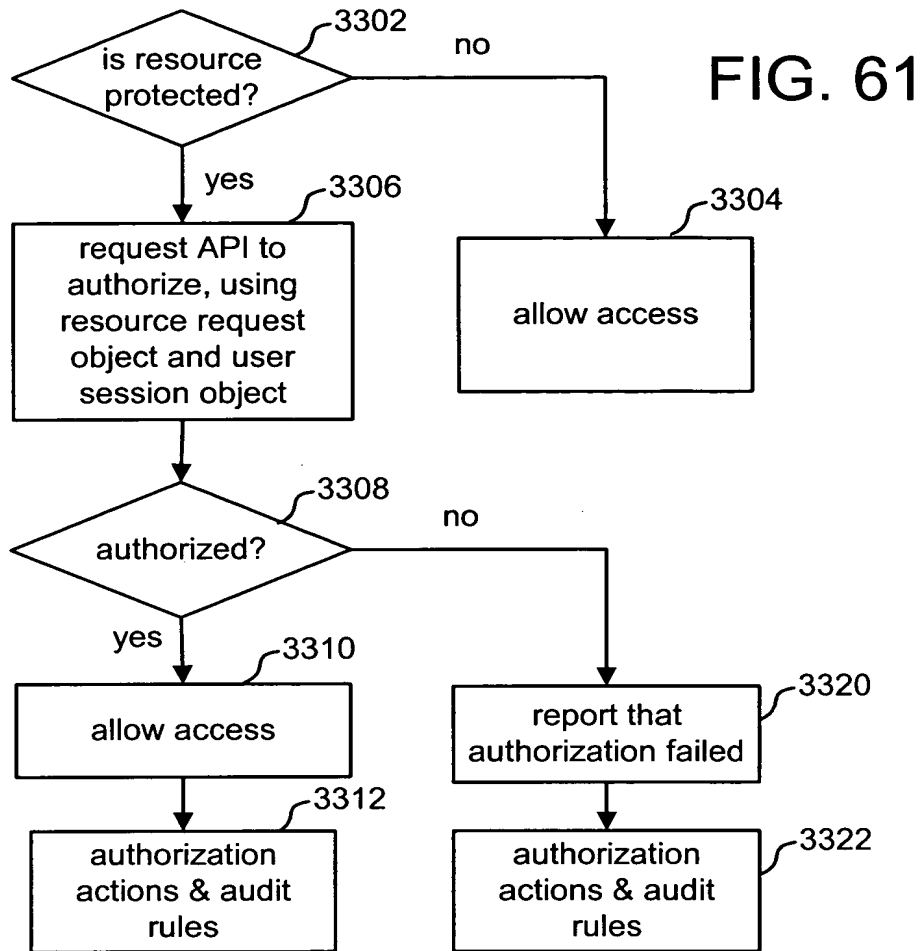 3302
no
is resource
protected?
FIG. 61
yes
3306
3304
request API to
authorize, using
resource request
object and user
session object
allow access
3308
no
authorized?
yes
3310
3320
allow access
report that
authorization failed
3312
3322
authorization
actions & audit
rules
authorization
actions & audit
rules